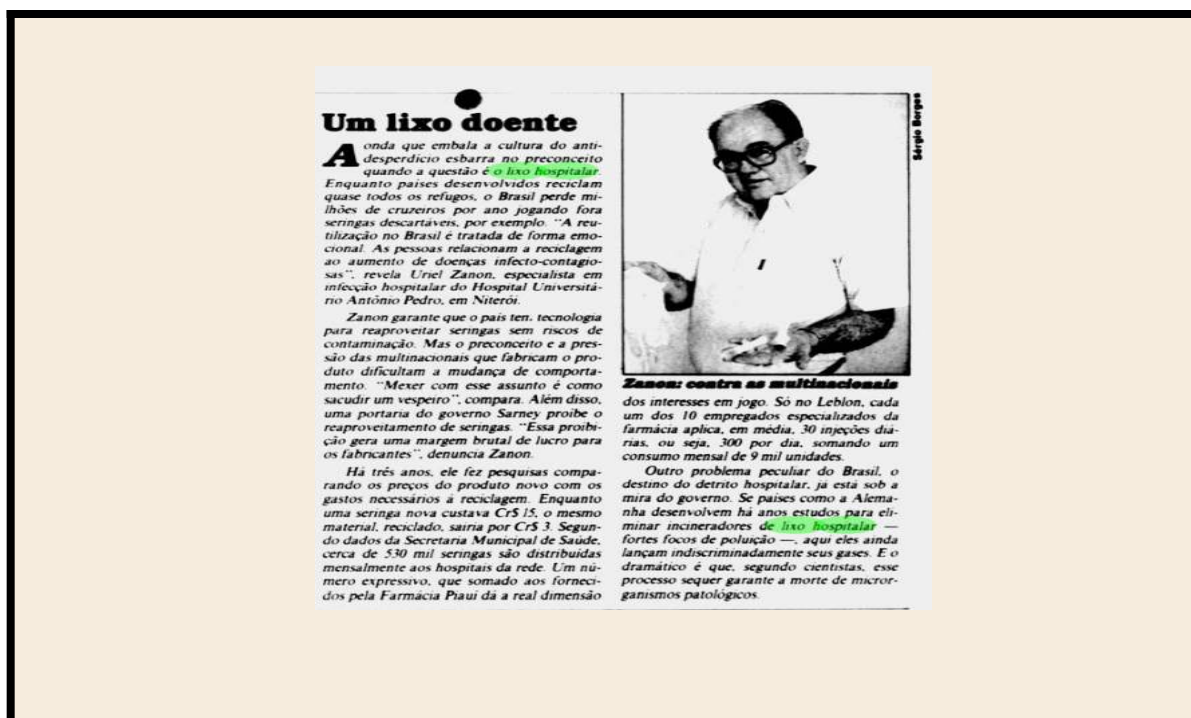 Um lixo doente
A onda que embala a cultura do anti-
desperdício esbarra no preconceito
quando a questão é o lixo hospitalar.
Enquanto países desenvolvidos reciclam
quase todos os refugos, o Brasil perde mi-
lhões de cruzeiros por ano jogando fora
seringas descartáveis, por exemplo. "A reu-
tilização no Brasil é tratada de forma emo-
cional. As pessoas relacionam a reciclagem
ao aumento de doenças infecto-contagio-
sas", revela Uriel Zanon, especialista em
infecção hospitalar do Hospital Universitá-
rio Antônio Pedro, em Niterói.
Zanon garante que o país tem tecnologia
para reaproveitar seringas sem riscos de
contaminação. Mas o preconceito e a pres-
são das multinacionais que fabricam o pro-
duto dificultam a mudança de comporta-
mento. "Mexer com esse assunto é como
sacudir um vespeiro", compara. Além disso,
uma portaria do governo Sarney proíbe o
reaproveitamento de seringas. "Essa proibi-
ção gera uma margem brutal de lucro para
os fabricantes", denuncia Zanon.
Há três anos, ele fez pesquisas compa-
rando os preços do produto novo com os
gastos necessários à reciclagem. Enquanto
uma seringa nova custava Cr$ 15, o mesmo
material, reciclado, sairia por Cr$ 3. Segun-
do dados da Secretaria Municipal de Saúde,
cerca de 530 mil seringas são distribuídas
mensalmente aos hospitais da rede. Um nú-
mero expressivo, que somado aos forneci-
dos pela Farmácia Piauí dá a real dimensão
Sérgio Borges
Zanon: contra as multinacionais
dos interesses em jogo. Só no Leblon, cada
um dos 10 empregados especializados da
farmácia aplica, em média, 30 injeções diá-
rias, ou seja, 300 por dia, somando um
consumo mensal de 9 mil unidades.
Outro problema peculiar do Brasil, o
destino do detrito hospitalar, já está sob a
mira do governo. Se países como a Alema-
nha desenvolvem há anos estudos para eli-
minar incineradores de lixo hospitalar —
fortes focos de poluição —, aqui eles ainda
lançam indiscriminadamente seus gases. E o
dramático é que, segundo cientistas, esse
processo sequer garante a morte de micror-
ganismos patológicos.